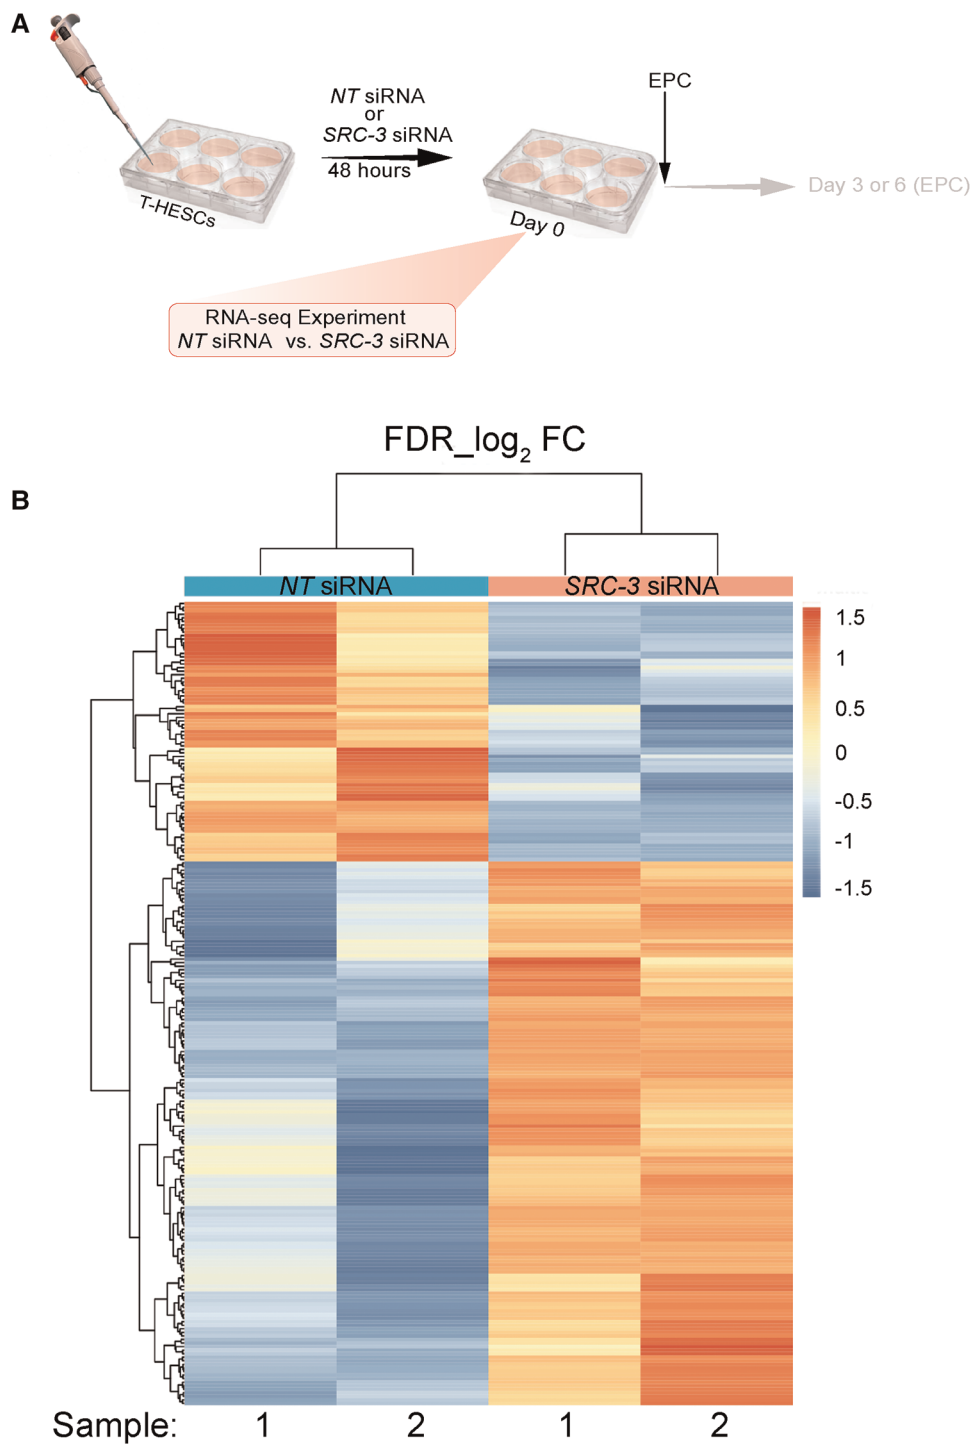 A
NT siRNA
or
SRC-3 siRNA
48 hours
EPC
Day 3 or 6 (EPC)
T-HESCs
Day 0
RNA-seq Experiment
NT siRNA vs. SRC-3 siRNA
FDR_log2 FC
B
NT siRNA
SRC-3 siRNA
1.5
1
0.5
0
-0.5
-1
-1.5
Sample: 1 2 1 2